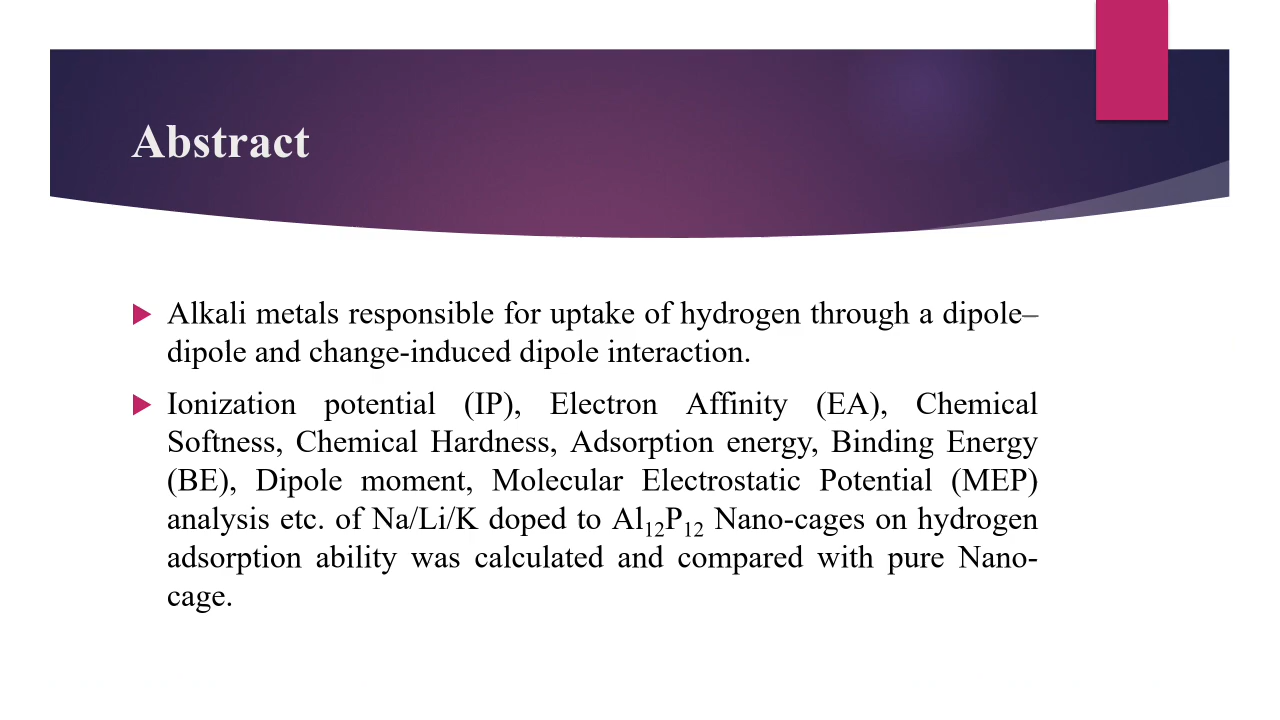 Abstract
Alkali metals responsible for uptake of hydrogen through a dipole–
dipole and change-induced dipole interaction.
Ionization potential (IP), Electron Affinity (EA), Chemical
Softness, Chemical Hardness, Adsorption energy, Binding Energy
(BE), Dipole moment, Molecular Electrostatic Potential (MEP)
analysis etc. of Na/Li/K doped to Al₁₂P₁₂ Nano-cages on hydrogen
adsorption ability was calculated and compared with pure Nano-
cage.